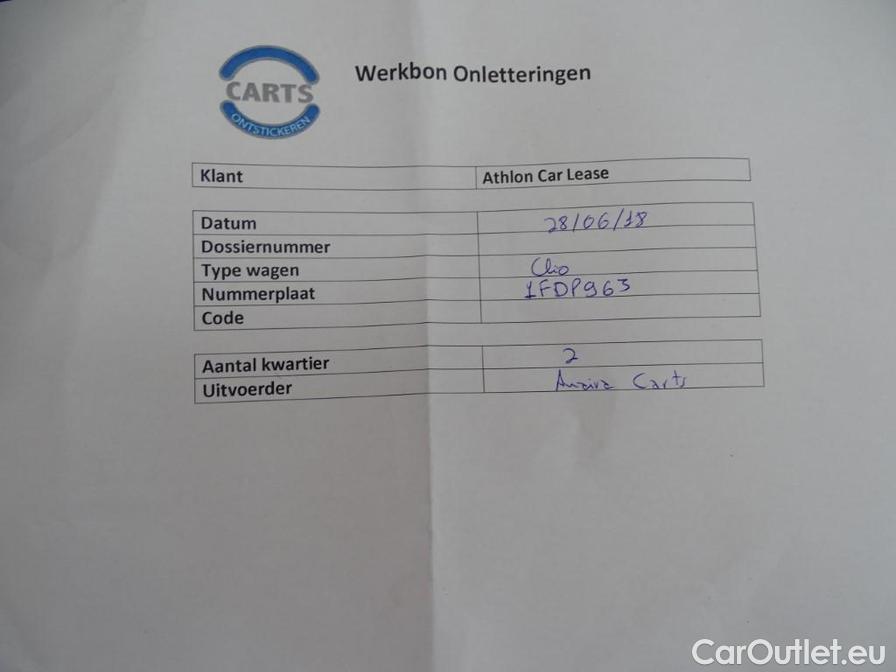 CARTS
ONTSTICKEREN
Werkbon Onletteringen
Klant Athlon Car Lease
Datum 28/06/18
Dossiernummer
Type wagen Clio
Nummerplaat 1FDP963
Code
Aantal kwartier 2
Uitvoerder Carts
CarOutlet.eu